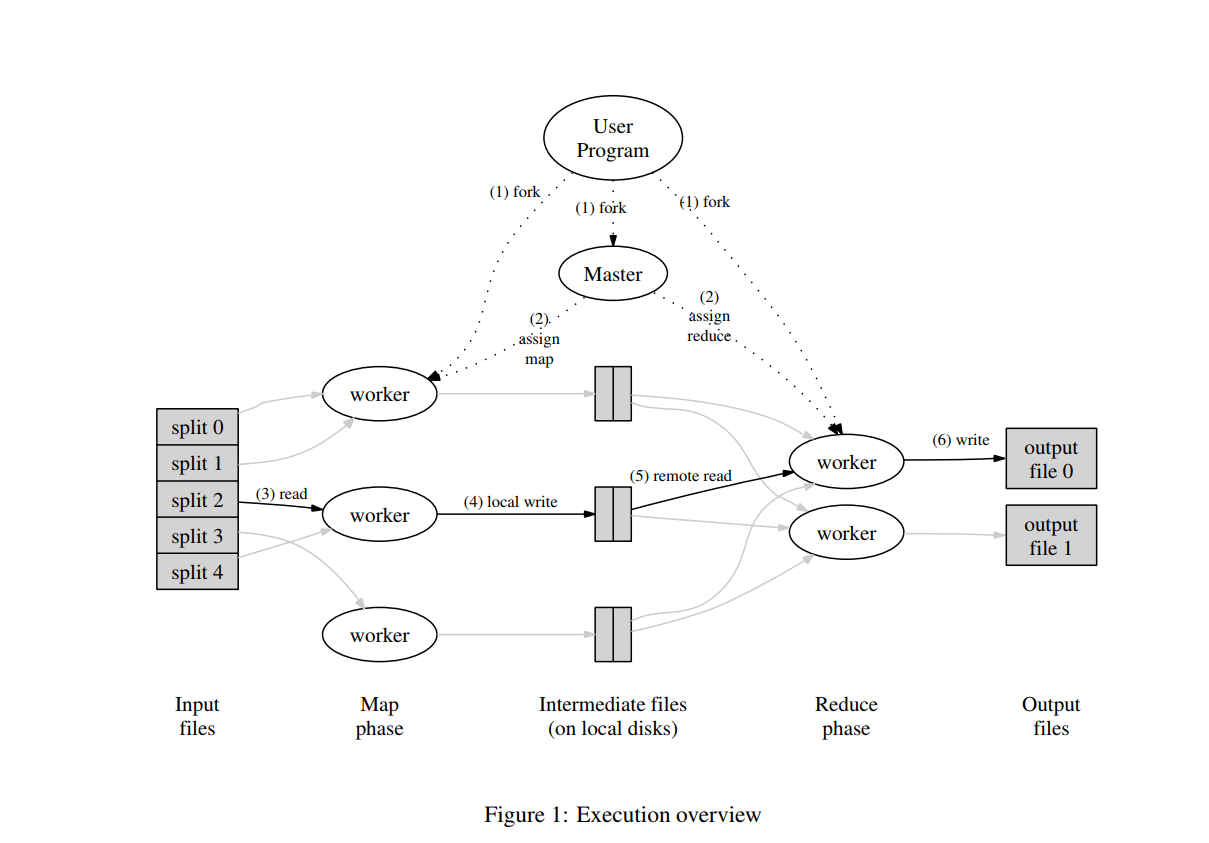 User
Program
(1) fork
(1) fork
(1) fork
Master
(2)
assign
map
(2)
assign
reduce
worker
split 0
split 1
split 2
split 3
split 4
(3) read
worker
(4) local write
worker
(5) remote read
worker
(6) write
output
file 0
worker
output
file 1
Input
files
Map
phase
Intermediate files
(on local disks)
Reduce
phase
Output
files
Figure 1: Execution overview